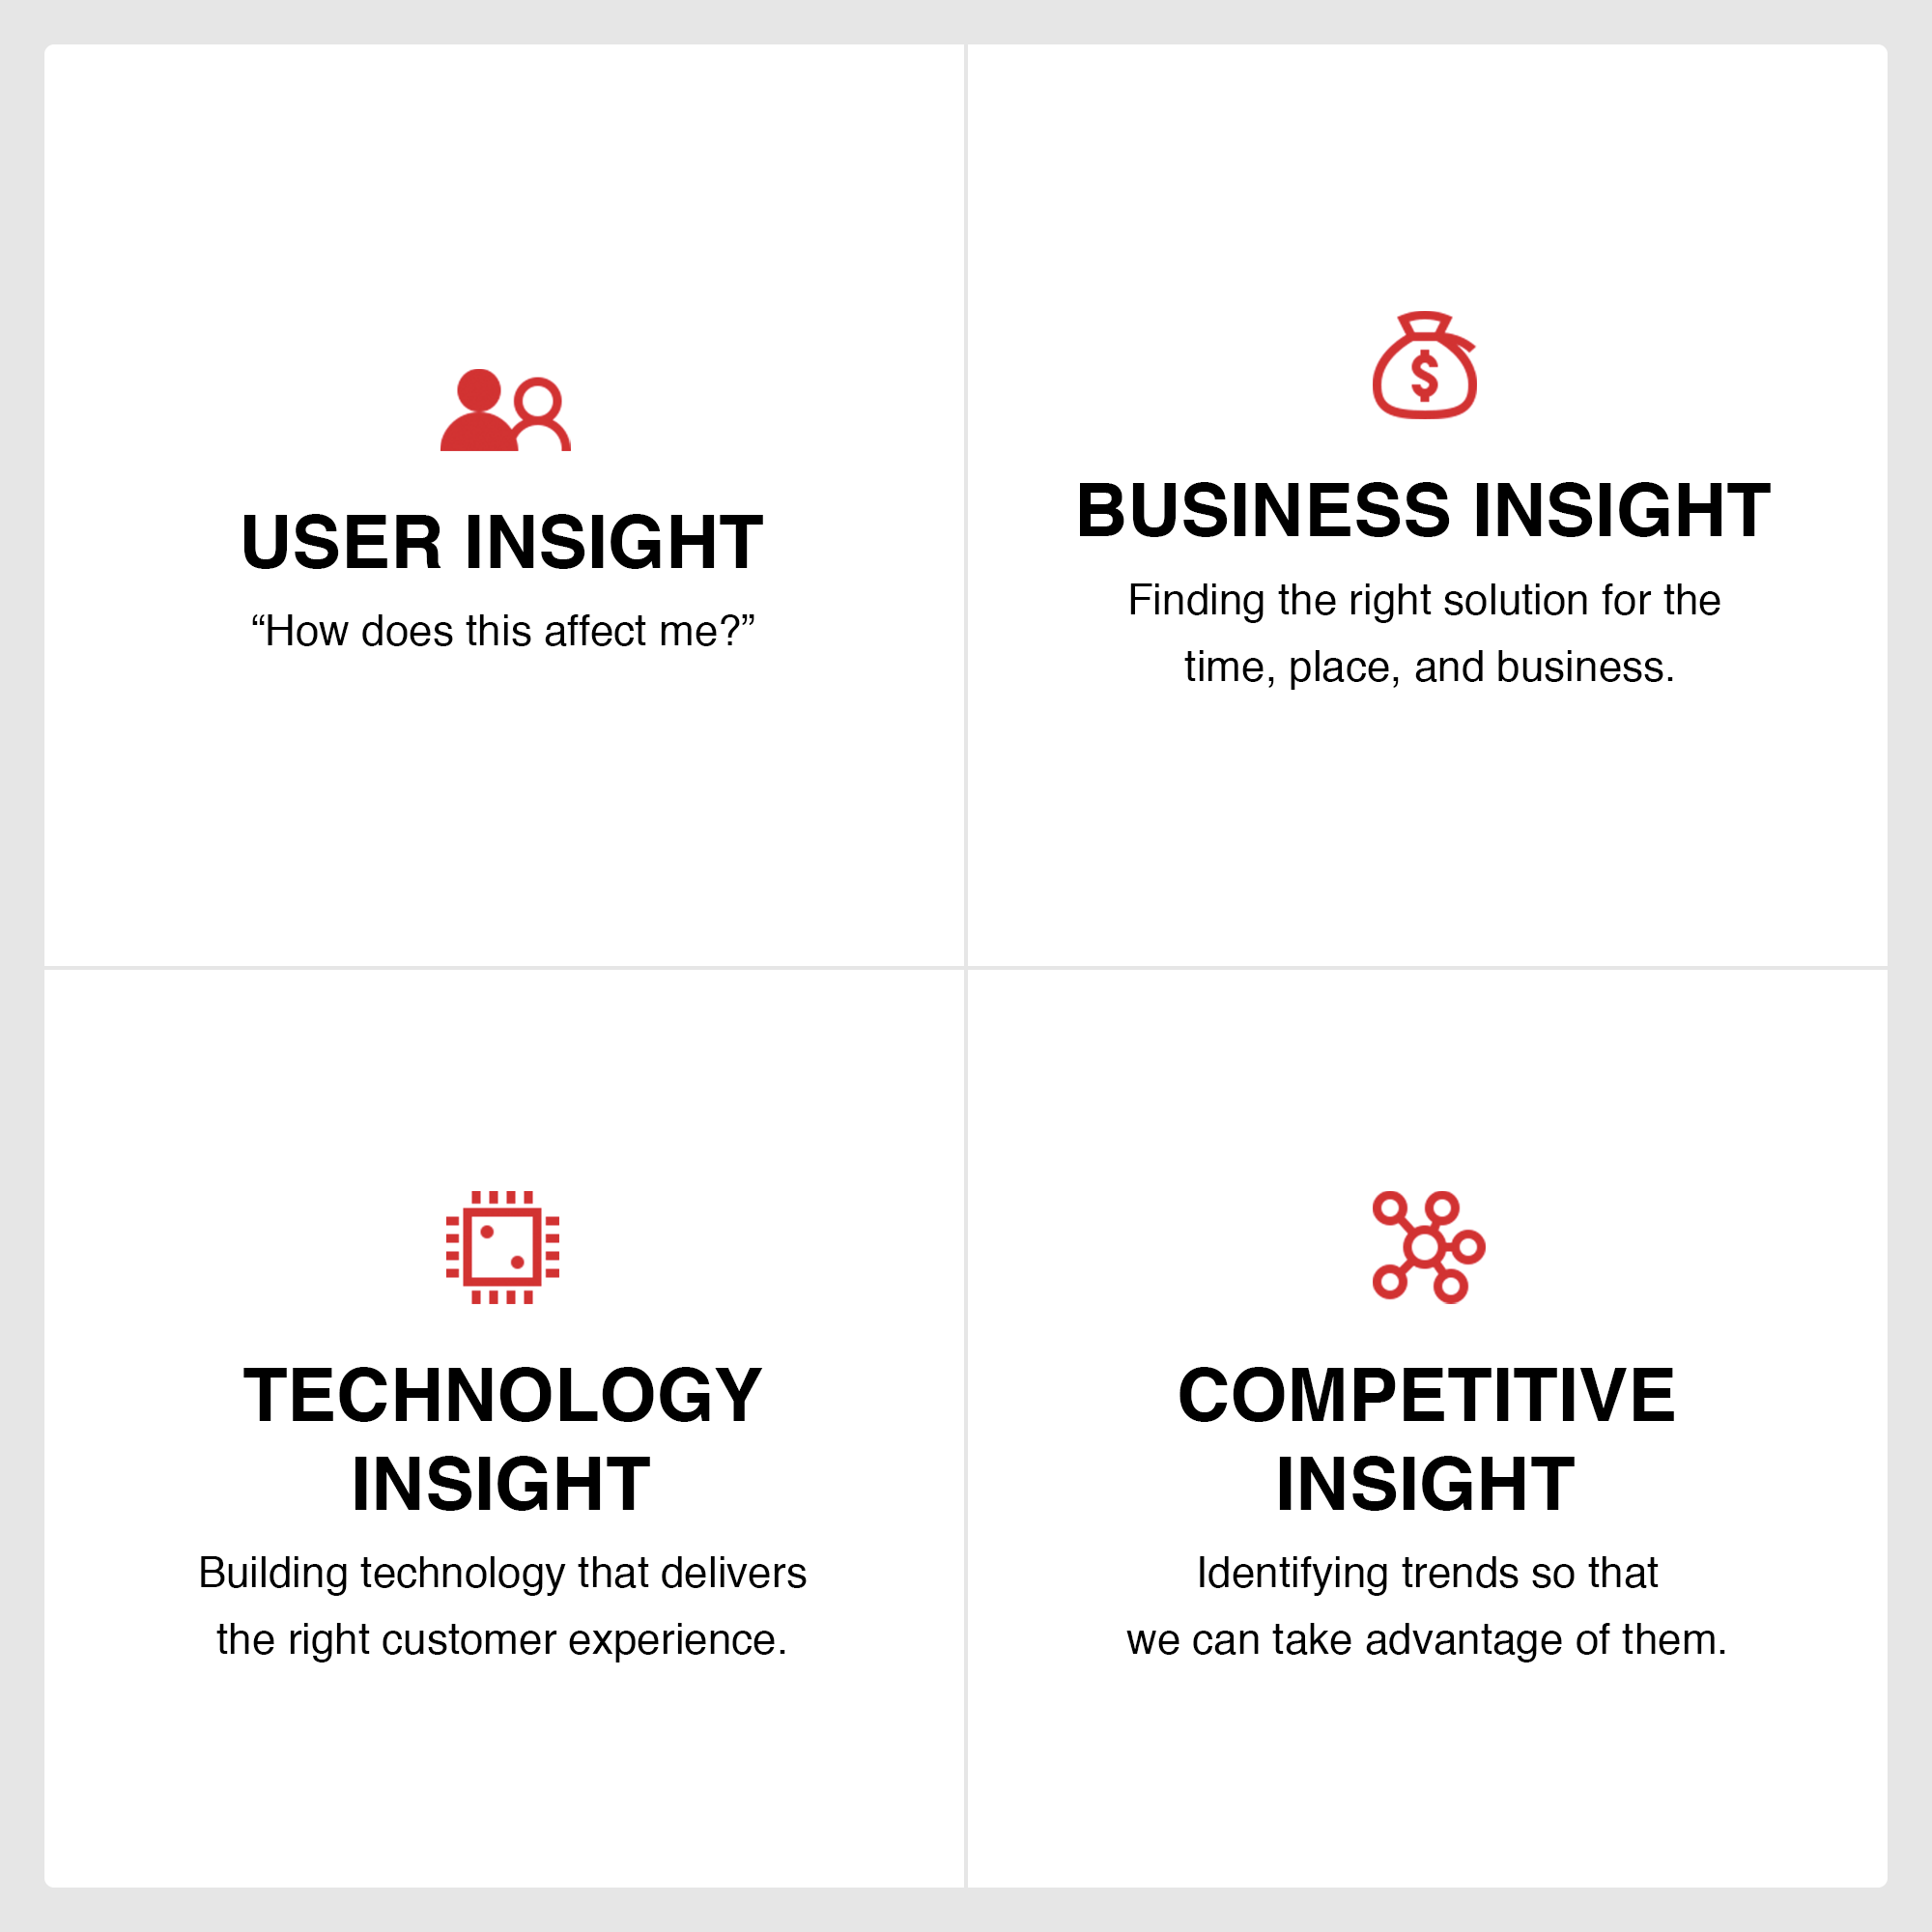 USER INSIGHT
“How does this affect me?”
BUSINESS INSIGHT
$
Finding the right solution for the
time, place, and business.
TECHNOLOGY
INSIGHT
Building technology that delivers
the right customer experience.
COMPETITIVE
INSIGHT
Identifying trends so that
we can take advantage of them.